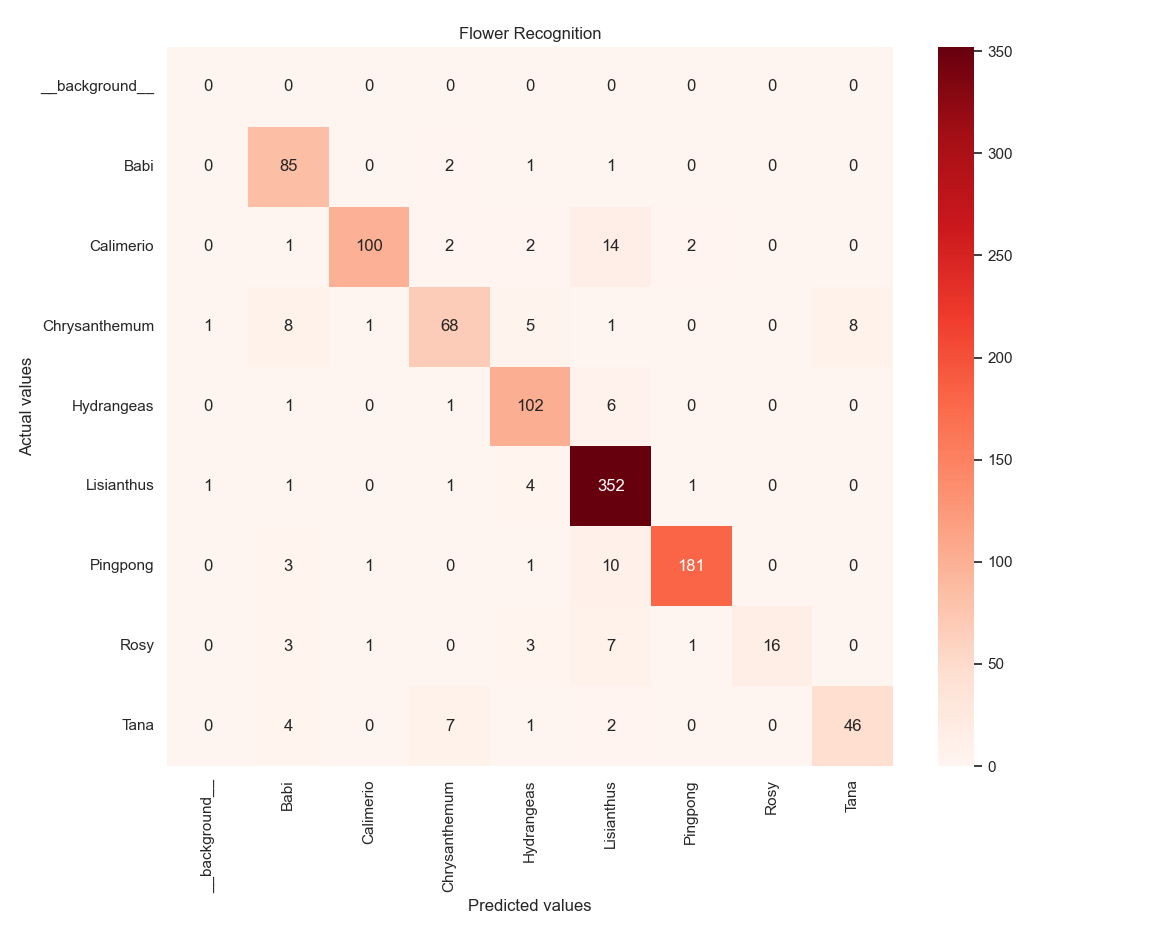 Flower Recognition
__background__ 0 0 0 0 0 0 0 0 0
Babi 0 85 0 2 1 1 0 0 0
Calimerio 0 1 100 2 2 14 2 0 0
Chrysanthemum 1 8 1 68 5 1 0 0 8
Hydrangeas 0 1 0 1 102 6 0 0 0
Lisianthus 1 1 0 1 4 352 1 0 0
Pingpong 0 3 1 0 1 10 181 0 0
Rosy 0 3 1 0 3 7 1 16 0
Tana 0 4 0 7 1 2 0 0 46
Actual values
__background__
Babi
Calimerio
Chrysanthemum
Hydrangeas
Lisianthus
Pingpong
Rosy
Tana
Predicted values
350
300
250
200
150
100
50
0